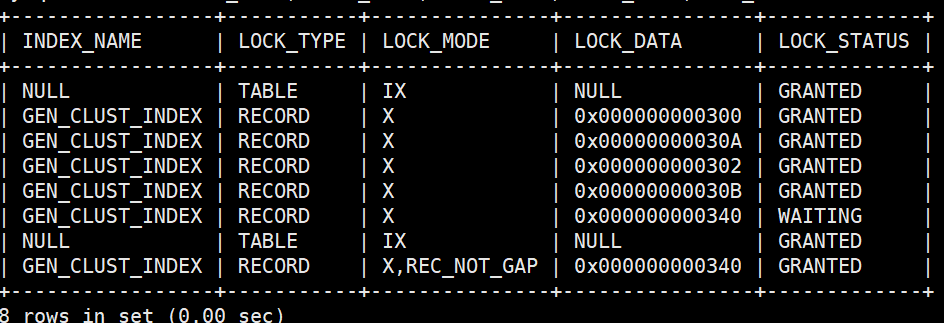 +-----------------+-----------+---------------+----------------+-------------+
| INDEX_NAME      | LOCK_TYPE | LOCK_MODE     | LOCK_DATA      | LOCK_STATUS |
+-----------------+-----------+---------------+----------------+-------------+
| NULL            | TABLE     | IX            | NULL           | GRANTED     |
| GEN_CLUST_INDEX | RECORD    | X             | 0x000000000300 | GRANTED     |
| GEN_CLUST_INDEX | RECORD    | X             | 0x00000000030A | GRANTED     |
| GEN_CLUST_INDEX | RECORD    | X             | 0x000000000302 | GRANTED     |
| GEN_CLUST_INDEX | RECORD    | X             | 0x00000000030B | GRANTED     |
| GEN_CLUST_INDEX | RECORD    | X             | 0x000000000340 | WAITING     |
| NULL            | TABLE     | IX            | NULL           | GRANTED     |
| GEN_CLUST_INDEX | RECORD    | X,REC_NOT_GAP | 0x000000000340 | GRANTED     |
+-----------------+-----------+---------------+----------------+-------------+
8 rows in set (0.00 sec)